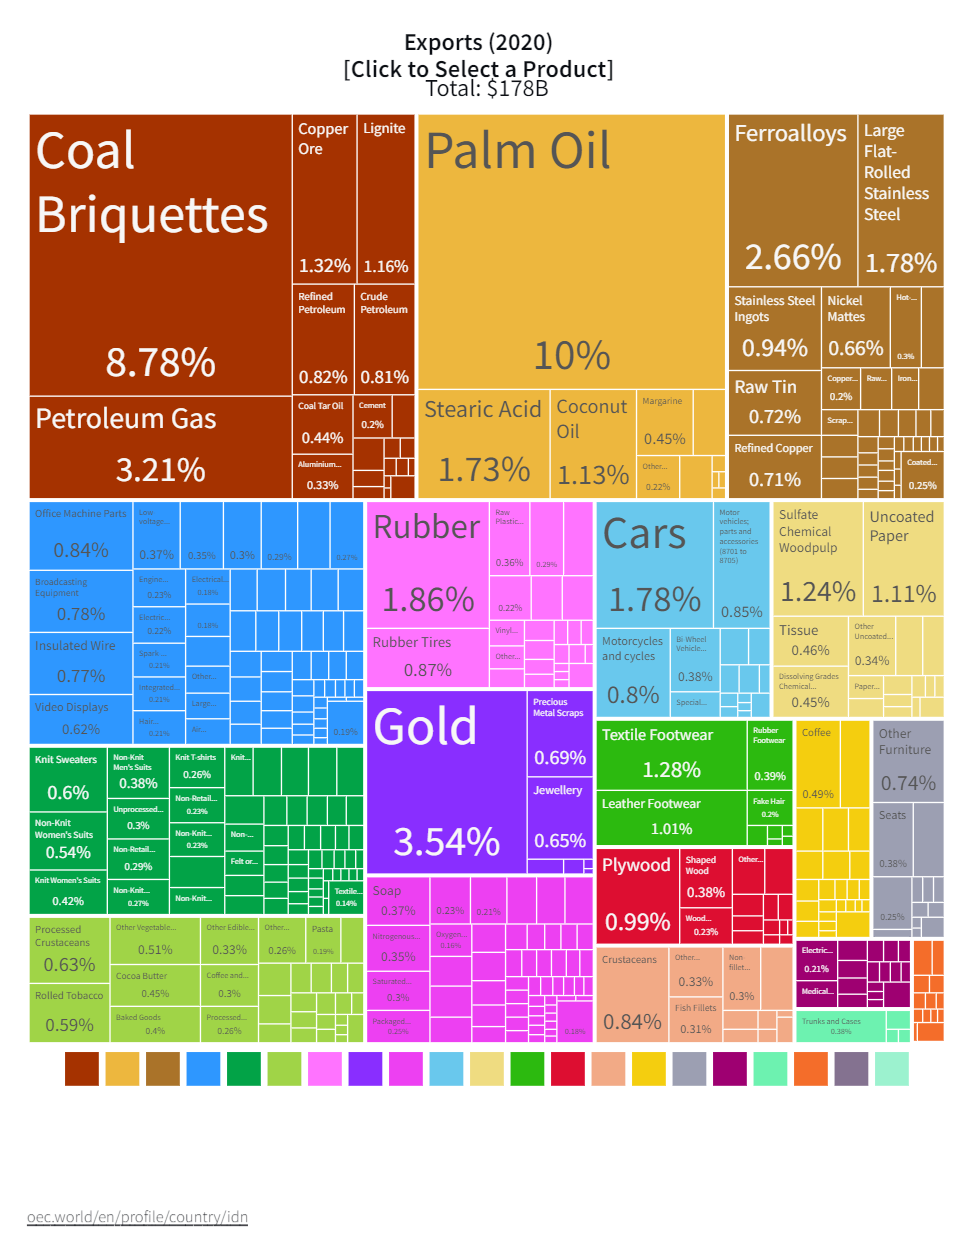 Exports (2020)
[Click to Select a Product]
Total: $178B
Coal
Briquettes
8.78%
Copper
Ore
1.32%
Lignite
1.16%
Refined
Petroleum
0.82%
Crude
Petroleum
0.81%
Petroleum Gas
3.21%
Coal Tar Oil
0.44%
Cement
0.2%
Aluminium...
0.33%
Palm Oil
10%
Stearic Acid
1.73%
Coconut
Oil
1.13%
Margarine
0.45%
Other...
0.22%
Ferroalloys
2.66%
Large
Flat-
Rolled
Stainless
Steel
1.78%
Stainless Steel
Ingots
0.94%
Nickel
Mattes
0.66%
Hot-...
0.3%
Raw Tin
0.72%
Copper...
0.2%
Raw...
Iron...
Scrap...
Refined Copper
0.71%
Coated...
0.25%
Office Machine Parts
0.84%
Low
voltage...
0.37%
0.35%
0.3%
0.29%
0.27%
Broadcasting
Equipment
0.78%
Engine...
0.23%
Electrical...
0.18%
Electric...
0.22%
0.18%
Insulated Wire
0.77%
Spark ...
0.21%
Other...
Integrated...
0.21%
Large...
Video Displays
0.62%
Hair...
0.21%
Air...
0.19%
Rubber
1.86%
Raw
Plastic...
0.36%
0.29%
0.22%
Rubber Tires
0.87%
Vinyl...
Other...
Cars
1.78%
Motor
vehicles;
parts and
accessories
(8701 to
8705)
0.85%
Motorcycles
and cycles
0.8%
Bi Wheel
Vehicle...
0.38%
Special...
Sulfate
Chemical
Woodpulp
1.24%
Uncoated
Paper
1.11%
Tissue
0.46%
Other
Uncoated...
0.34%
Dissolving Grades
Chemical...
0.45%
Paper...
Knit Sweaters
0.6%
Non-Knit
Men's Suits
0.38%
Knit T-shirts
0.26%
Knit...
Unprocessed...
0.3%
Non-Retail...
0.23%
Non-Knit
Women's Suits
0.54%
Non-Retail...
0.29%
Non-Knit...
0.23%
Non-...
Felt or...
Knit Women's Suits
0.42%
Non-Knit...
0.27%
Non-Knit...
Textile...
0.14%
Gold
3.54%
Precious
Metal Scraps
0.69%
Jewellery
0.65%
Textile Footwear
1.28%
Rubber
Footwear
0.39%
Leather Footwear
1.01%
Fake Hair
0.2%
Coffee
0.49%
Other
Furniture
0.74%
Seats
0.38%
0.25%
Plywood
0.99%
Shaped
Wood
0.38%
Other...
Wood...
0.23%
Processed
Crustaceans
0.63%
Other Vegetable...
0.51%
Other Edible...
0.33%
Other...
0.26%
Pasta
0.19%
Rolled Tobacco
0.59%
Cocoa Butter
0.45%
Coffee and...
0.3%
Baked Goods
0.4%
Processed...
0.26%
Soap
0.37%
0.23%
0.21%
Nitrogenous...
0.35%
Oxygen...
0.16%
Saturated...
0.3%
Packaged...
0.25%
0.18%
Crustaceans
0.84%
Other...
0.33%
Non-
fillet...
0.3%
Fish Fillets
0.31%
Electric...
0.21%
Medical...
Trunks and Cases
0.38%
oec.world/en/profile/country/idn